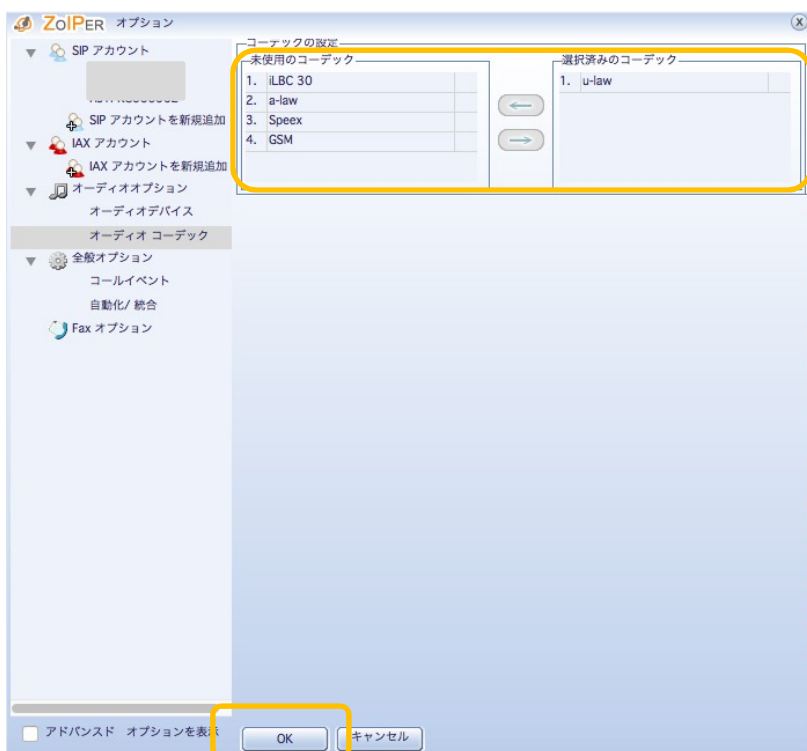 ZOIPER オプション
SIP アカウント
SIP アカウントを新規追加
IAX アカウント
IAX アカウントを新規追加
オーディオオプション
オーディオデバイス
オーディオ コーデック
全般オプション
コールイベント
自動化/ 統合
Fax オプション
アドバンスド オプションを表示
コーデックの設定
未使用のコーデック
1. iLBC 30
2. a-law
3. Speex
4. GSM
選択済みのコーデック
1. u-law
OK
キャンセル